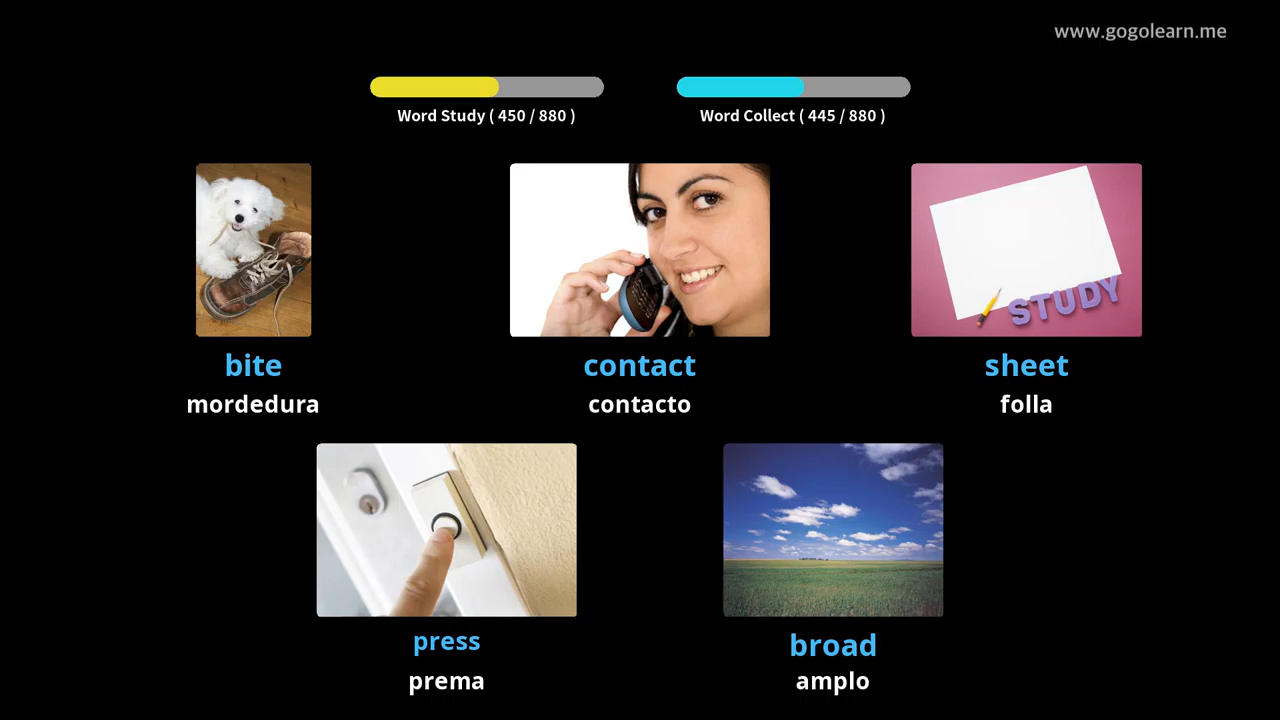 www.gogolearn.me
Word Study ( 450 / 880 )
Word Collect ( 445 / 880 )
STUDY
bite
mordedura
contact
contacto
sheet
folla
press
prema
broad
amplo